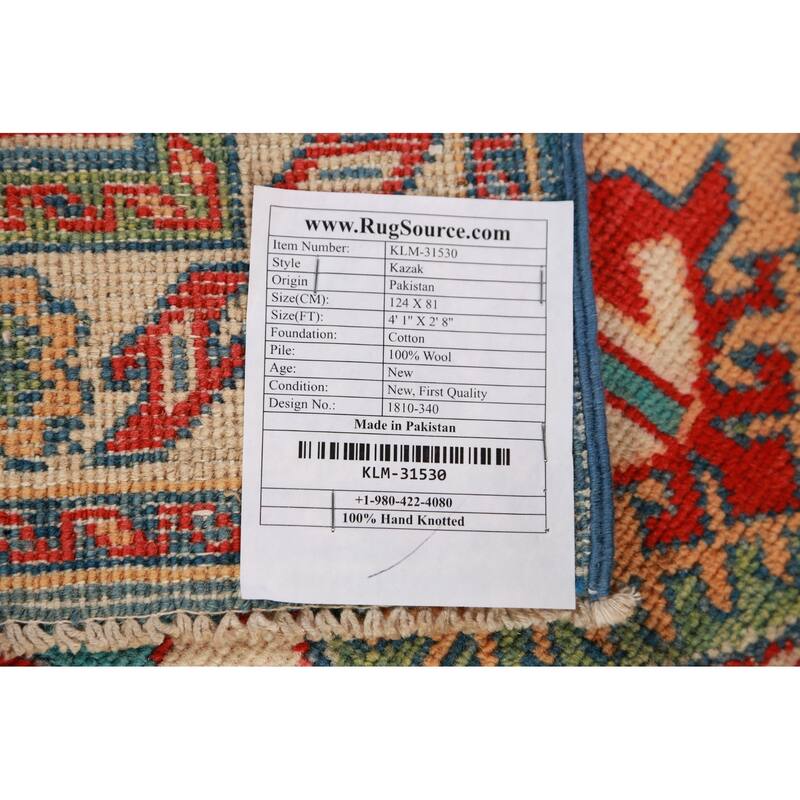 www.RugSource.com
Item Number: KLM-31530
Style Kazak
Origin Pakistan
Size(CM): 124 X 81
Size(FT): 4' 1" X 2' 8"
Foundation: Cotton
Pile: 100% Wool
Age: New
Condition: New, First Quality
Design No.: 1810-340
Made in Pakistan
KLM-31530
+1-980-422-4080
100% Hand Knotted